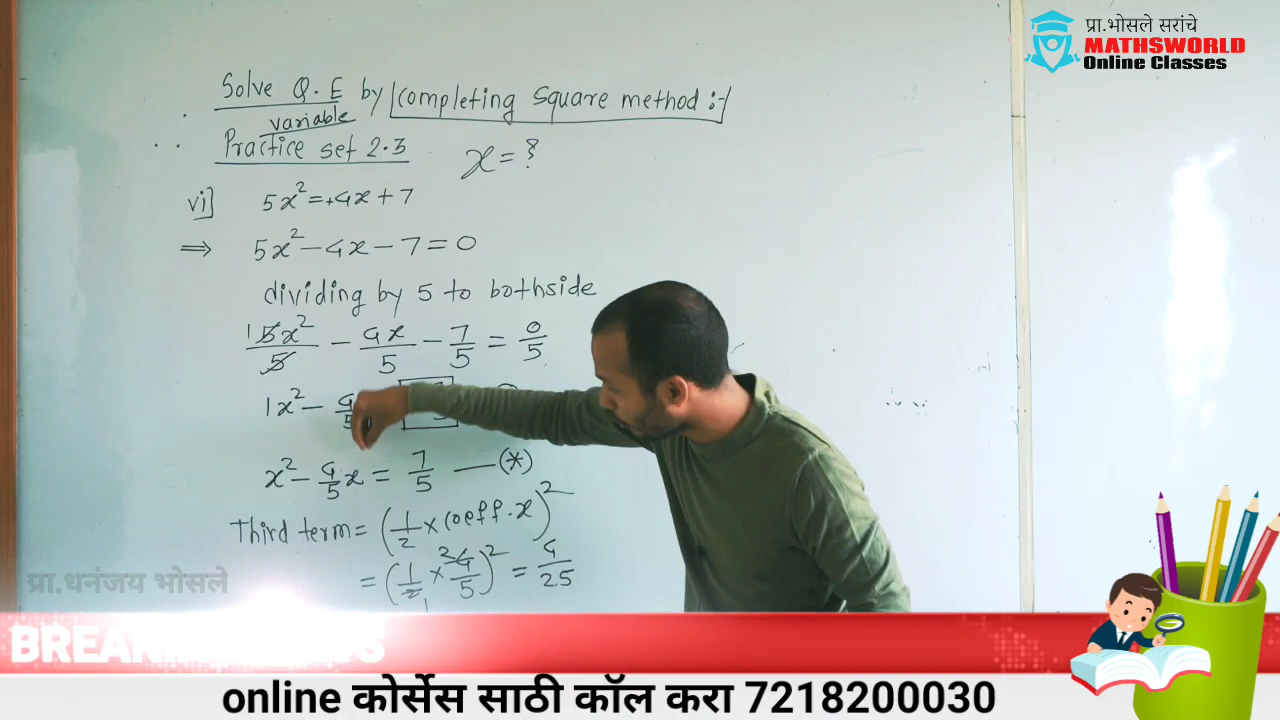 प्रा.भोसले सरांचे
MATHSWORLD
Online Classes
Solve Q.E by completing square method :-
variable
Practice set 2.3
x = ?
vi] 5x² = +4x + 7
⇒ 5x² - 4x - 7 = 0
dividing by 5 to bothside
1 5x²/5 - 4x/5 - 7/5 = 0/5
1x² - 4/5
x² - 4/5 x = 7/5 — (*)
Third term = (1/2 × coeff. x)²
= (1/2 × 4/5)² = 4/25
प्रा.धनंजय भोसले
online कोर्सेस साठी कॉल करा 7218200030